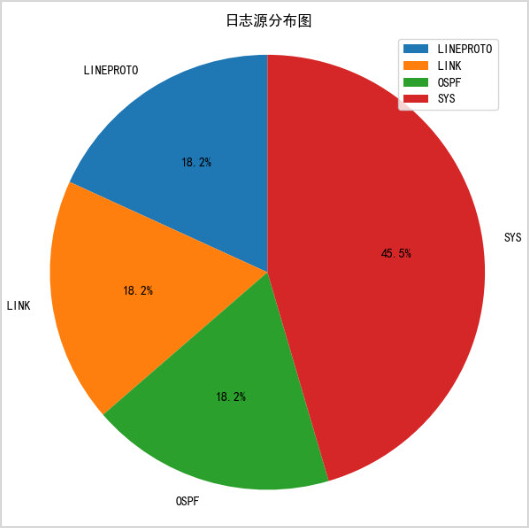 日志源分布图
LINEPROTO
LINK
OSPF
SYS
LINEPROTO
18.2%
SYS
45.5%
18.2%
LINK
18.2%
OSPF